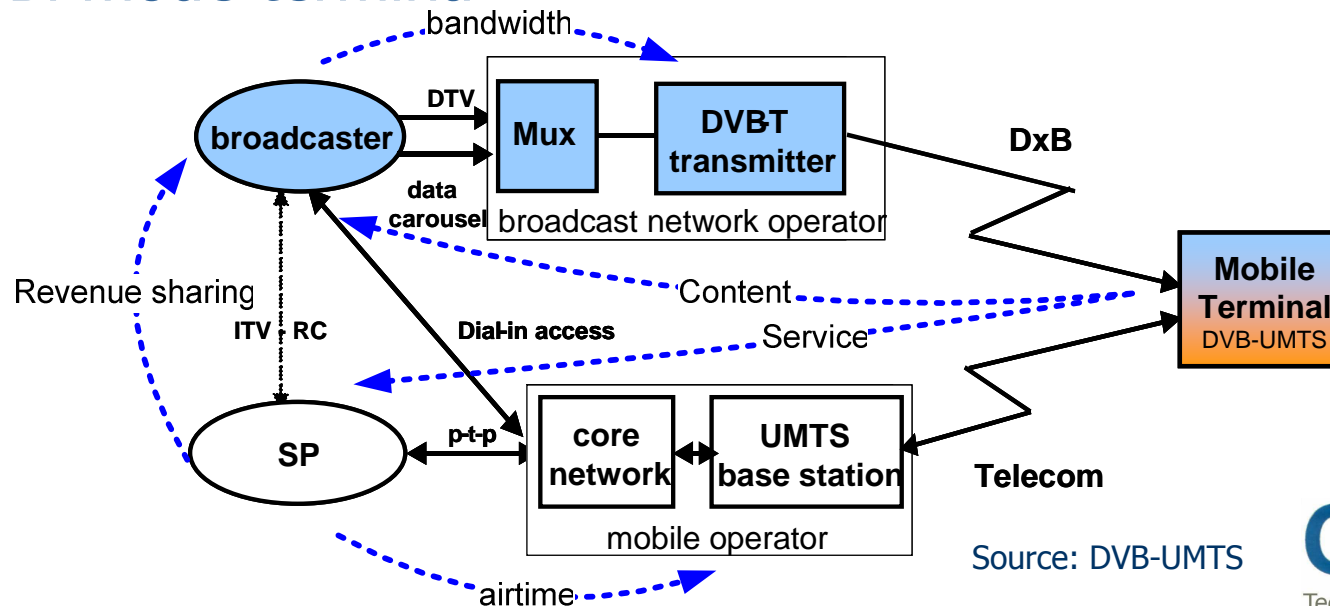 bandwidth
DTV
broadcaster
Mux
DVB-T
transmitter
DxB
data
carousel
broadcast network operator
Mobile
Terminal
DVB-UMTS
Revenue sharing
Content
ITV - RC
Dial-in access
Service
SP
p-t-p
core
network
UMTS
base station
Telecom
mobile operator
Source: DVB-UMTS
airtime